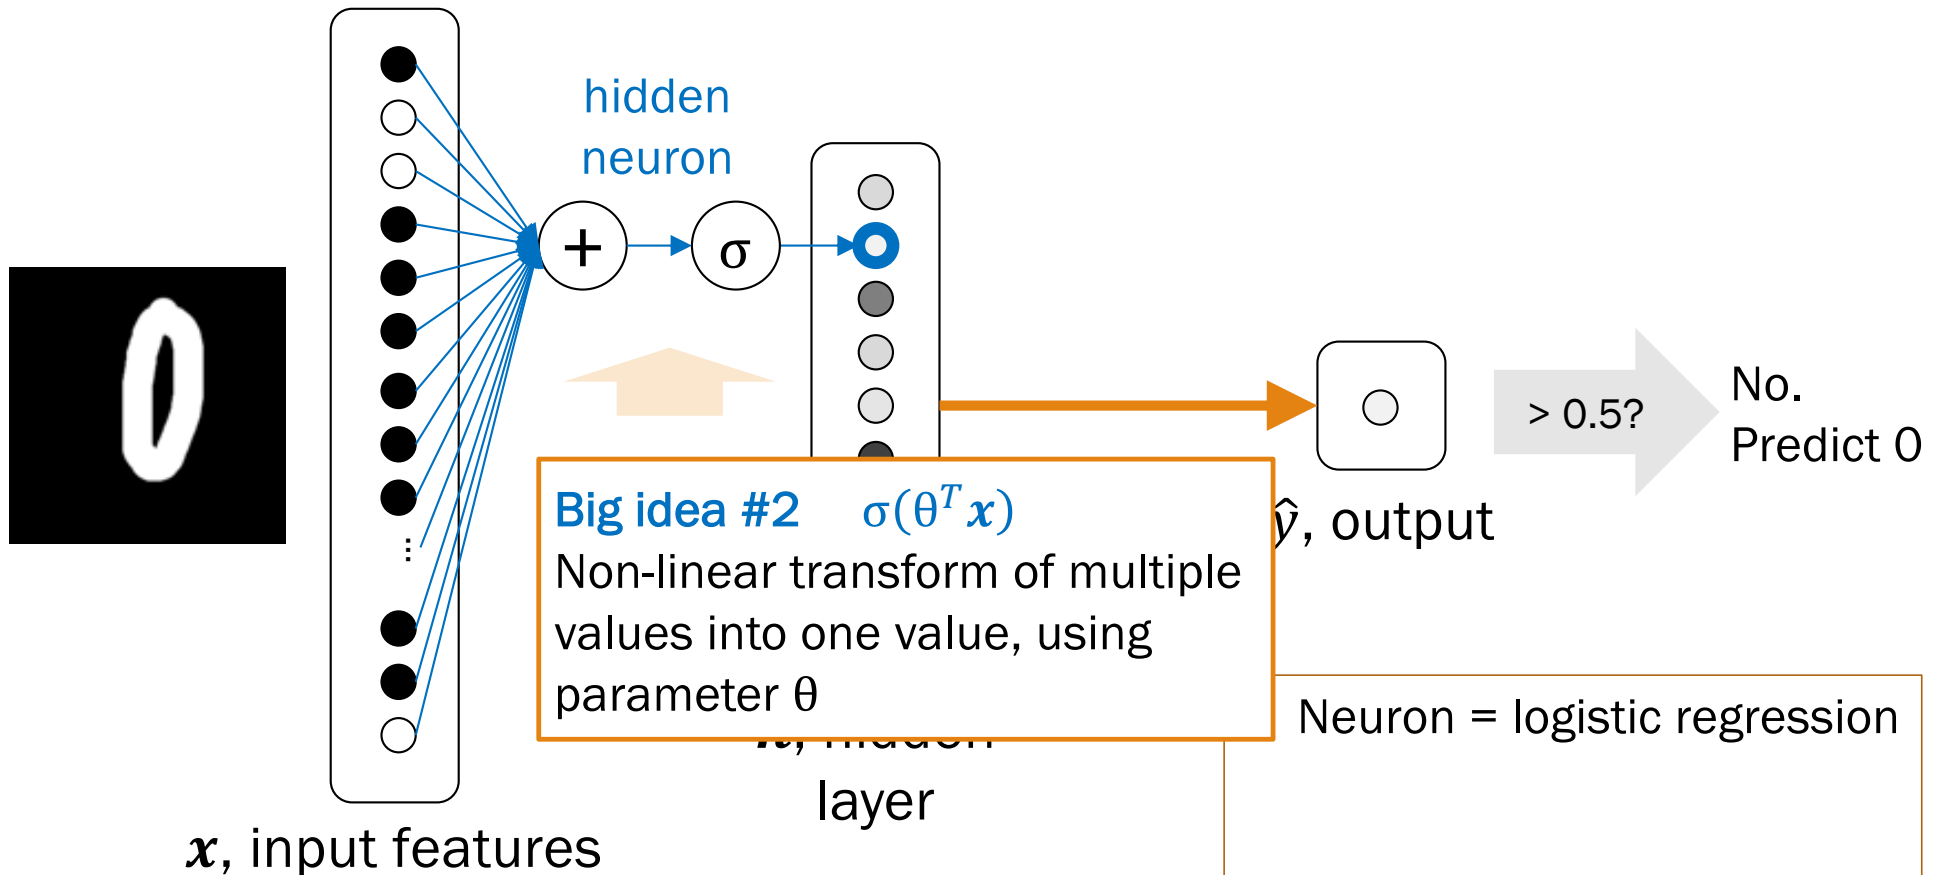 hidden
neuron
+
σ
> 0.5?
No.
Predict 0
Big idea #2 σ(θᵀ𝒙)
Non-linear transform of multiple
values into one value, using
parameter θ
ŷ, output
Neuron = logistic regression
hidden
layer
𝒙, input features